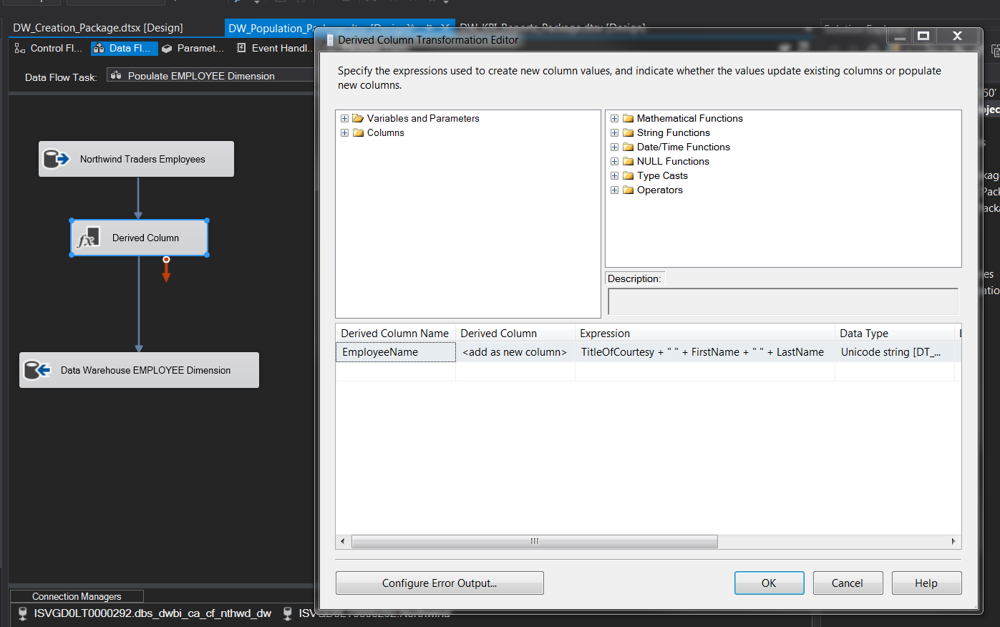 DW_Creation_Package.dtsx [Design]
DW_Population_Pa
Control Fl...
Data Fl...
Paramet...
Event Handl..
Data Flow Task:
Populate EMPLOYEE Dimension
Northwind Traders Employees
Derived Column
Data Warehouse EMPLOYEE Dimension
Connection Managers
ISVGD0LT0000292.dbs_dwbi_ca_cf_nthwd_dw
Derived Column Transformation Editor
Specify the expressions used to create new column values, and indicate whether the values update existing columns or populate
new columns.
Variables and Parameters
Columns
Mathematical Functions
String Functions
Date/Time Functions
NULL Functions
Type Casts
Operators
Description:
Derived Column Name Derived Column Expression Data Type
EmployeeName <add as new column> TitleOfCourtesy + " " + FirstName + " " + LastName Unicode string [DT_...
Configure Error Output...
OK
Cancel
Help